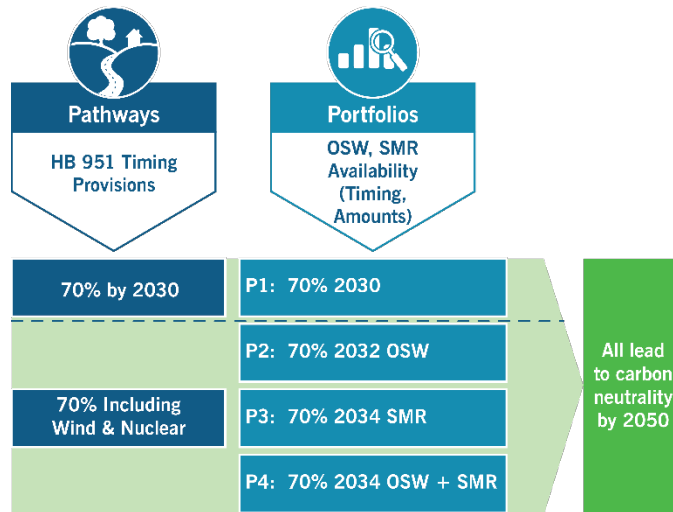 Pathways
HB 951 Timing
Provisions
Portfolios
OSW, SMR
Availability
(Timing,
Amounts)
70% by 2030
P1: 70% 2030
P2: 70% 2032 OSW
70% Including
Wind & Nuclear
P3: 70% 2034 SMR
P4: 70% 2034 OSW + SMR
All lead
to carbon
neutrality
by 2050